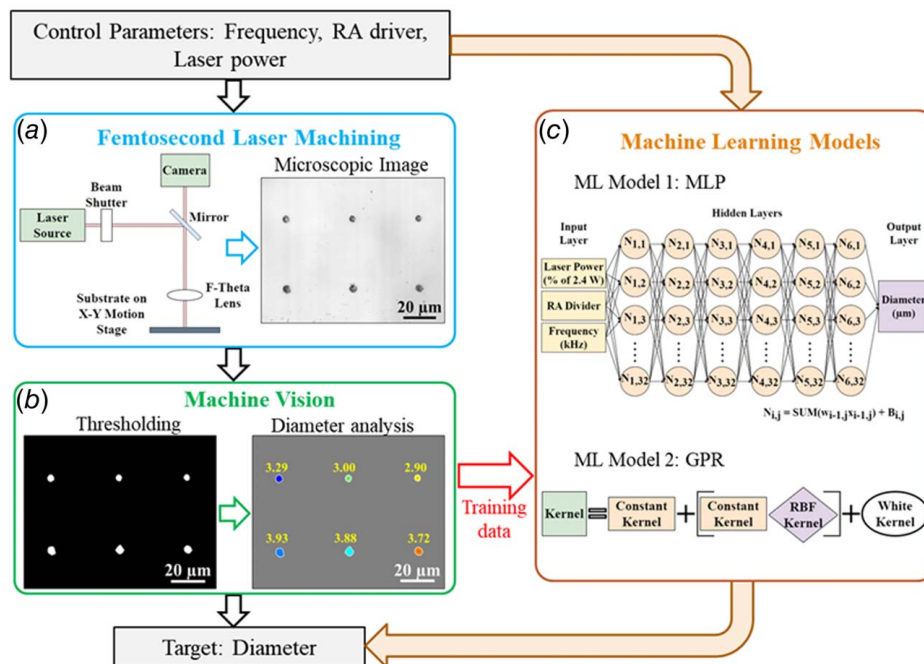 Control Parameters: Frequency, RA driver,
Laser power
(a)
Femtosecond Laser Machining
Camera
Beam
Shutter
Laser
Source
Mirror
F-Theta
Lens
Substrate on
X-Y Motion
Stage
Microscopic Image
20 µm
(b)
Machine Vision
Thresholding
20 µm
Diameter analysis
3.29 3.00 2.90
3.93 3.88 3.72
20 µm
Training
data
(c)
Machine Learning Models
ML Model 1: MLP
Hidden Layers
Input
Layer
Output
Layer
Laser Power
(% of 2.4 W)
RA Divider
Frequency
(kHz)
N1,1 N2,1 N3,1 N4,1 N5,1 N6,1
N1,2 N2,2 N3,2 N4,2 N5,2 N6,2
N1,3 N2,3 N3,3 N4,3 N5,3 N6,3
N1,32 N2,32 N3,32 N4,32 N5,32 N6,32
Diameter
(µm)
Ni,j = SUM(wi-1,jxi-1,j) + Bi,j
ML Model 2: GPR
Kernel = Constant Kernel + [ Constant Kernel RBF Kernel ] + White Kernel
Target: Diameter